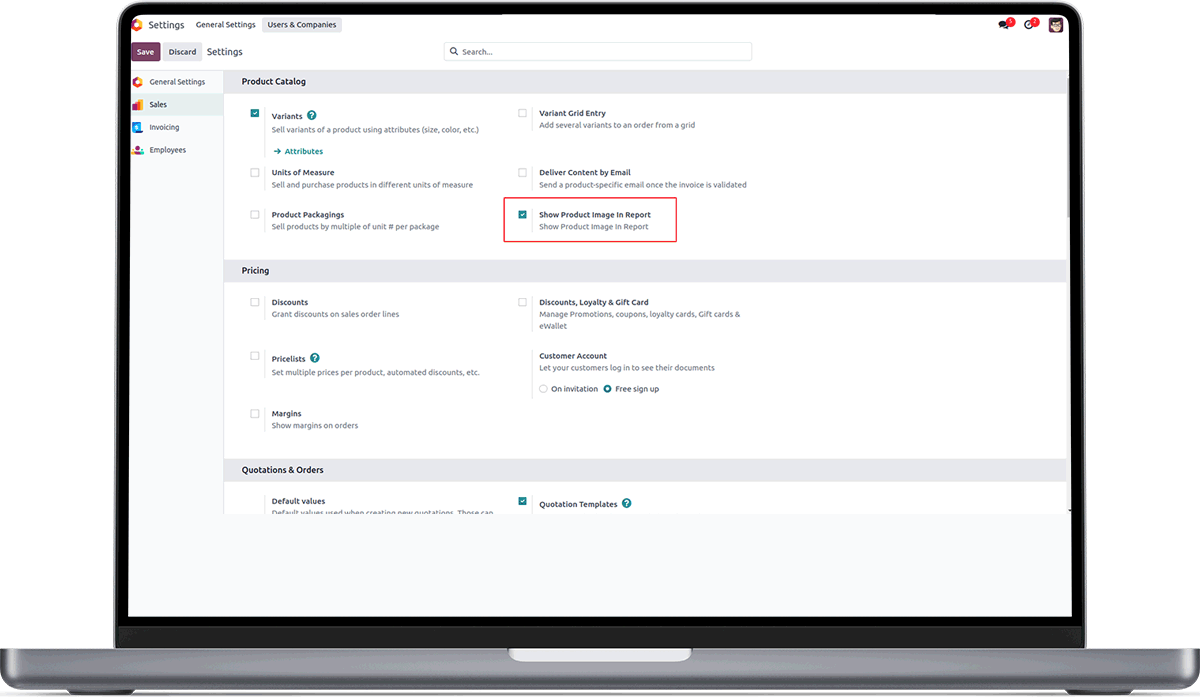 Settings General Settings Users & Companies 1 2
Save Discard Settings Search...
General Settings
Sales
Invoicing
Employees
Product Catalog
Variants ?
Sell variants of a product using attributes (size, color, etc.)
Attributes
Variant Grid Entry
Add several variants to an order from a grid
Units of Measure
Sell and purchase products in different units of measure
Deliver Content by Email
Send a product-specific email once the invoice is validated
Product Packagings
Sell products by multiple of unit # per package
Show Product Image In Report
Show Product Image In Report
Pricing
Discounts
Grant discounts on sales order lines
Discounts, Loyalty & Gift Card
Manage Promotions, coupons, loyalty cards, Gift cards &
eWallet
Pricelists ?
Set multiple prices per product, automated discounts, etc.
Customer Account
Let your customers log in to see their documents
On invitation Free sign up
Margins
Show margins on orders
Quotations & Orders
Default values
Default values used when creating new quotations. Those can
Quotation Templates ?